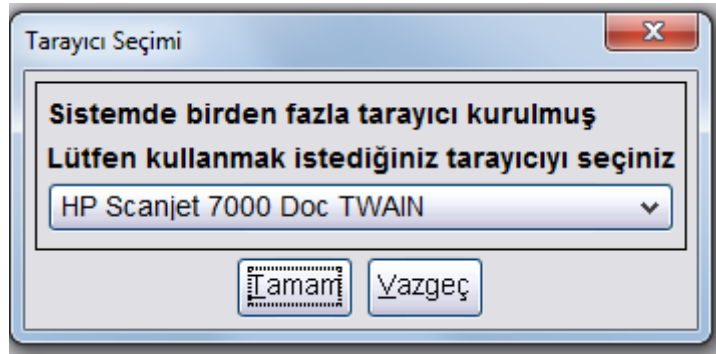 Tarayıcı Seçimi
Sistemde birden fazla tarayıcı kurulmuş
Lütfen kullanmak istediğiniz tarayıcıyı seçiniz
HP Scanjet 7000 Doc TWAIN
Tamam Vazgeç